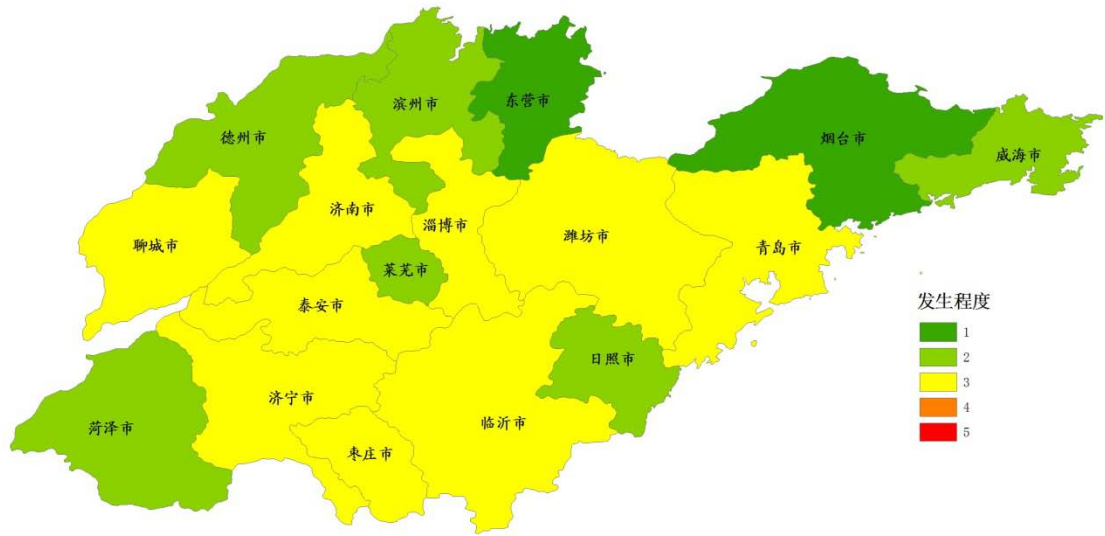 滨州市
东营市
德州市
烟台市
威海市
济南市
淄博市
潍坊市
聊城市
青岛市
莱芜市
泰安市
发生程度
1
2
3
4
5
日照市
济宁市
临沂市
菏泽市
枣庄市